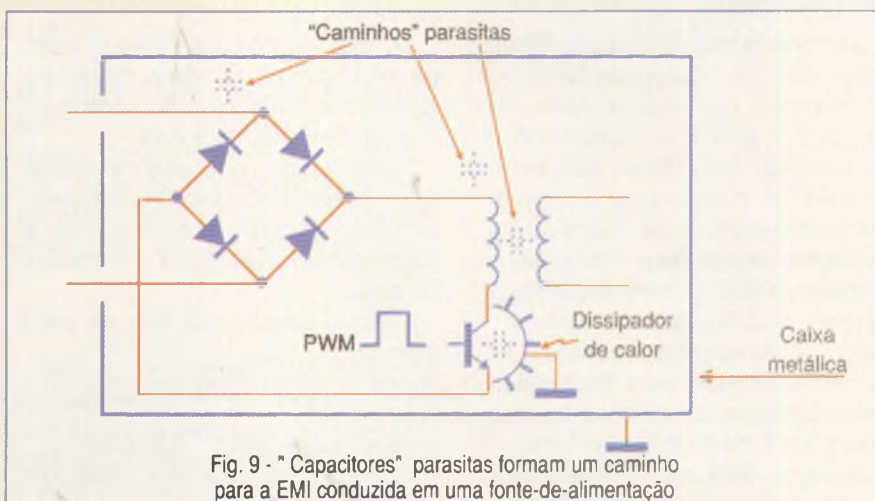 "Caminhos" parasitas
PWM
Dissipador
de calor
Caixa
metálica
Fig. 9 - " Capacitores" parasitas formam um caminho
para a EMI conduzida em uma fonte-de-alimentação